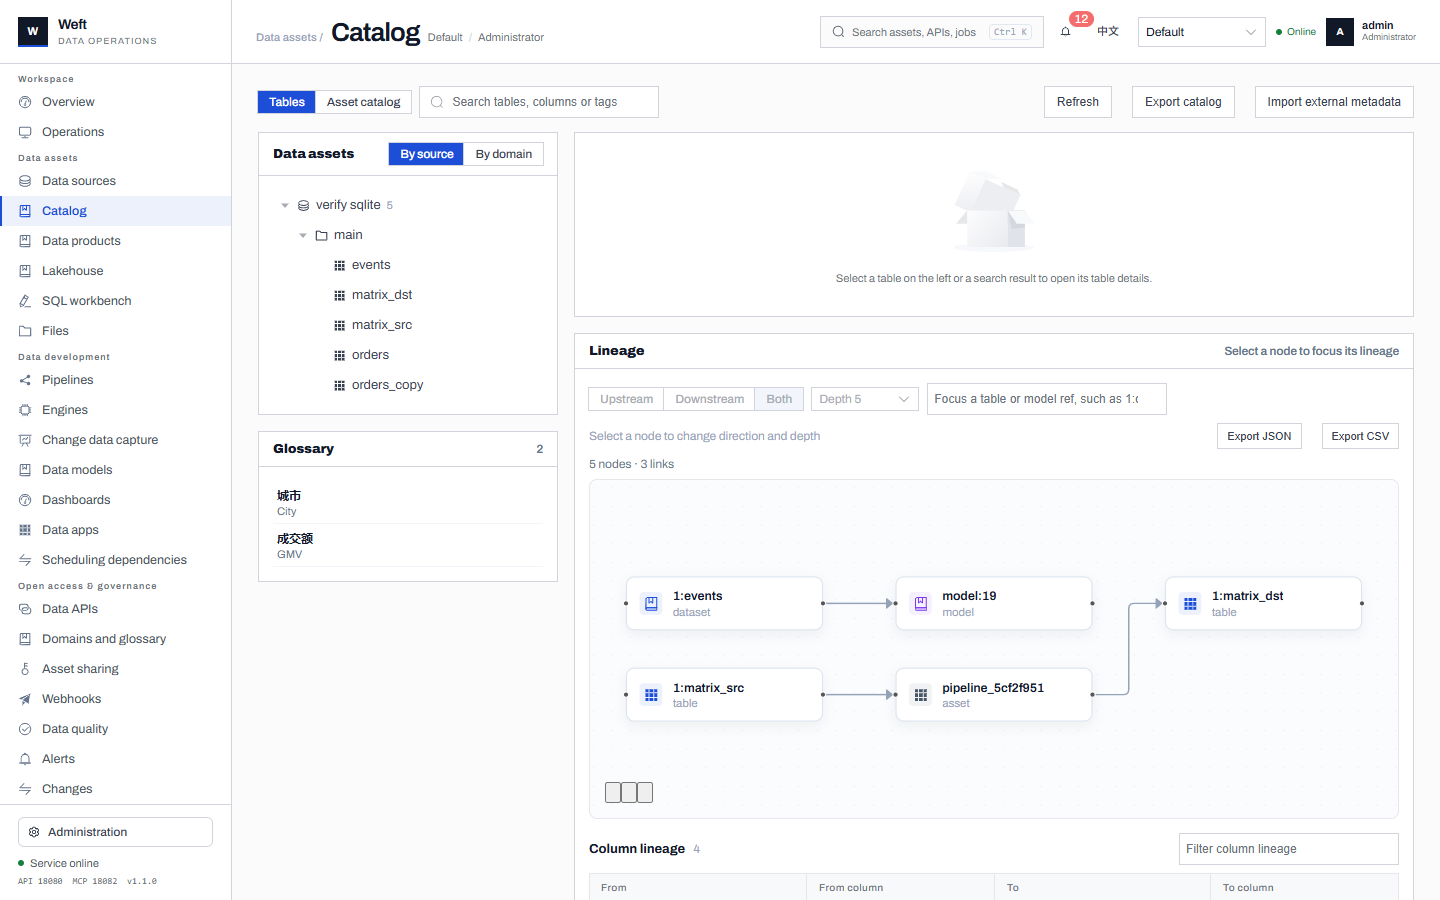 W
Weft
DATA OPERATIONS
Workspace
Overview
Operations
Data assets
Data sources
Catalog
Data products
Lakehouse
SQL workbench
Files
Data development
Pipelines
Engines
Change data capture
Data models
Dashboards
Data apps
Scheduling dependencies
Open access & governance
Data APIs
Domains and glossary
Asset sharing
Webhooks
Data quality
Alerts
Changes
Administration
Service online
API 18080 MCP 18082 v1.1.0
Data assets / Catalog Default / Administrator
Search assets, APIs, jobs Ctrl K
12
中文
Default
Online
A
admin
Administrator
Tables Asset catalog
Search tables, columns or tags
Refresh
Export catalog
Import external metadata
Data assets
By source By domain
verify sqlite 5
main
events
matrix_dst
matrix_src
orders
orders_copy
Glossary 2
城市
City
成交额
GMV
Select a table on the left or a search result to open its table details.
Lineage
Select a node to focus its lineage
Upstream Downstream Both
Depth 5
Focus a table or model ref, such as 1:c
Select a node to change direction and depth
Export JSON
Export CSV
5 nodes · 3 links
1:events
dataset
model:19
model
1:matrix_dst
table
1:matrix_src
table
pipeline_5cf2f951
asset
Column lineage 4
Filter column lineage
From From column To To column